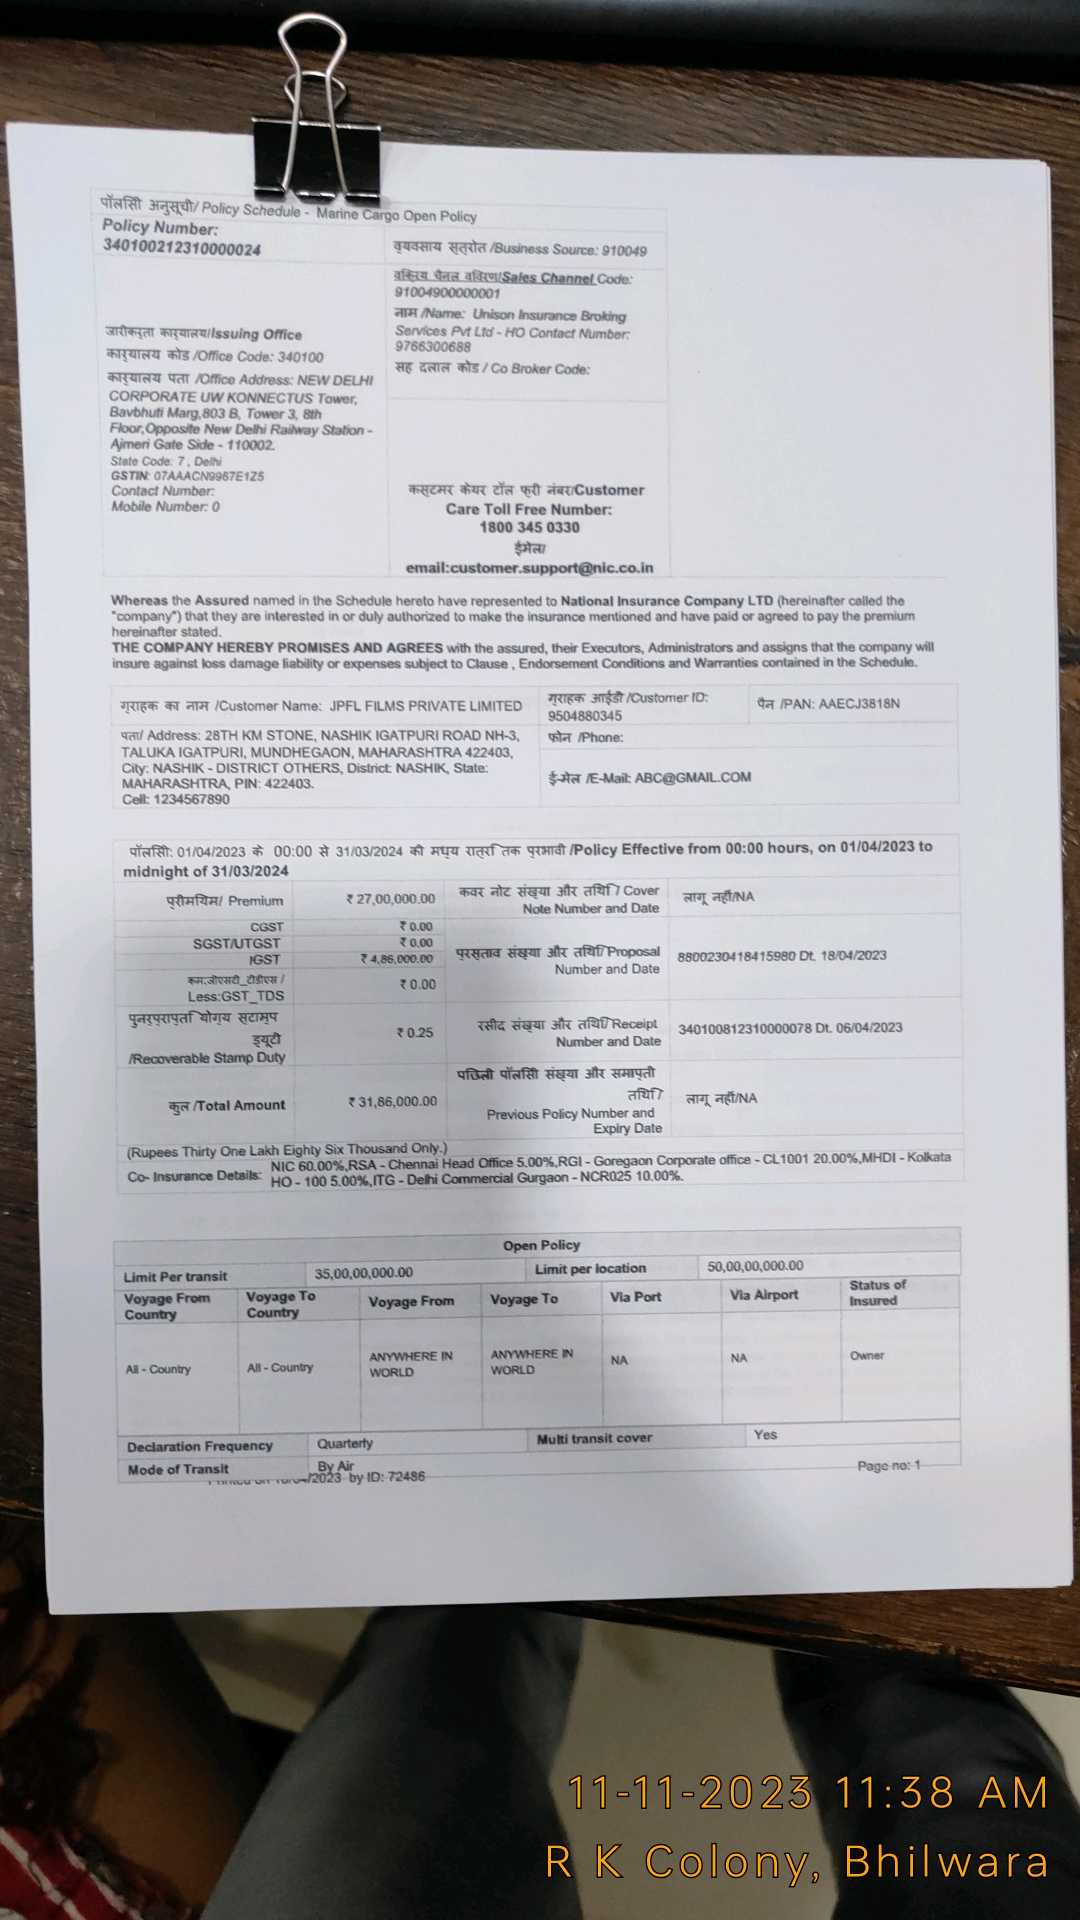 पॉलिसी अनुसूची/ Policy Schedule - Marine Cargo Open Policy
Policy Number:
340100212310000024
व्यवसाय स्त्रोत /Business Source: 910049
जारीकर्ता कार्यालय/Issuing Office
कार्यालय कोड /Office Code: 340100
कार्यालय पता /Office Address: NEW DELHI
CORPORATE UW KONNECTUS Tower,
Bavbhuti Marg,803 B, Tower 3, 8th
Floor,Opposite New Delhi Railway Station -
Ajmeri Gate Side - 110002.
State Code: 7 , Delhi
GSTIN: 07AAACN9967E1Z5
Contact Number:
Mobile Number: 0
विक्रय चैनल विवरण/Sales Channel Code:
91004900000001
नाम /Name: Unison Insurance Broking
Services Pvt Ltd - HO Contact Number:
9766300688
सह दलाल कोड / Co Broker Code:
कस्टमर केयर टॉल फ्री नंबर/Customer
Care Toll Free Number:
1800 345 0330
ईमेल/
email:customer.support@nic.co.in
Whereas the Assured named in the Schedule hereto have represented to National Insurance Company LTD (hereinafter called the
"company") that they are interested in or duly authorized to make the insurance mentioned and have paid or agreed to pay the premium
hereinafter stated.
THE COMPANY HEREBY PROMISES AND AGREES with the assured, their Executors, Administrators and assigns that the company will
insure against loss damage liability or expenses subject to Clause , Endorsement Conditions and Warranties contained in the Schedule.
ग्राहक का नाम /Customer Name: JPFL FILMS PRIVATE LIMITED
ग्राहक आईडी /Customer ID:
9504880345
पैन /PAN: AAECJ3818N
पता/ Address: 28TH KM STONE, NASHIK IGATPURI ROAD NH-3,
TALUKA IGATPURI, MUNDHEGAON, MAHARASHTRA 422403,
City: NASHIK - DISTRICT OTHERS, District: NASHIK, State:
MAHARASHTRA, PIN: 422403.
Cell: 1234567890
फोन /Phone:
ई-मेल /E-Mail: ABC@GMAIL.COM
पॉलिसी: 01/04/2023 के 00:00 से 31/03/2024 की मध्य रात्रि तक प्रभावी /Policy Effective from 00:00 hours, on 01/04/2023 to
midnight of 31/03/2024
प्रीमियम/ Premium ₹ 27,00,000.00
कवर नोट संख्या और तिथि / Cover
Note Number and Date
लागू नहीं/NA
CGST ₹ 0.00
SGST/UTGST ₹ 0.00
IGST ₹ 4,86,000.00
कम:जीएसटी_टीडीएस /
Less:GST_TDS ₹ 0.00
प्रस्ताव संख्या और तिथि/ Proposal
Number and Date
8800230418415980 Dt. 18/04/2023
पुनर्प्राप्ति योग्य स्टाम्प
ड्यूटी
/Recoverable Stamp Duty ₹ 0.25
रसीद संख्या और तिथि/ Receipt
Number and Date
340100812310000078 Dt. 06/04/2023
कुल /Total Amount ₹ 31,86,000.00
पछिली पॉलिसी संख्या और समाप्ती
तिथि /
Previous Policy Number and
Expiry Date
लागू नहीं/NA
(Rupees Thirty One Lakh Eighty Six Thousand Only.)
Co- Insurance Details: NIC 60.00%,RSA - Chennai Head Office 5.00%,RGI - Goregaon Corporate office - CL1001 20.00%,MHDI - Kolkata
HO - 100 5.00%,ITG - Delhi Commercial Gurgaon - NCR025 10.00%.
Open Policy
Limit Per transit 35,00,00,000.00 Limit per location 50,00,00,000.00
Voyage From Country Voyage To Country Voyage From Voyage To Via Port Via Airport Status of Insured
All - Country All - Country ANYWHERE IN WORLD ANYWHERE IN WORLD NA NA Owner
Declaration Frequency Quarterly Multi transit cover Yes
Mode of Transit By Air
/2023 by ID: 72486
Page no: 1
11-11-2023 11:38 AM
R K Colony, Bhilwara